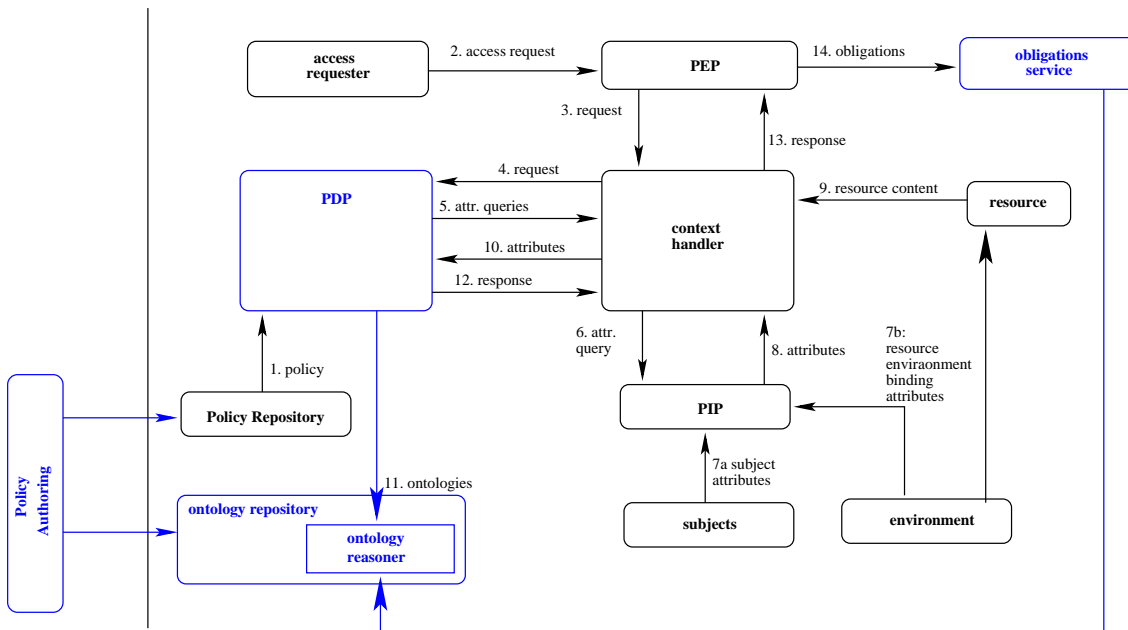 access
requester
2. access request
PEP
14. obligations
obligations
service
3. request
13. response
4. request
PDP
5. attr. queries
10. attributes
12. response
context
handler
9. resource content
resource
6. attr.
query
8. attributes
7b:
resource
enviraonment
binding
attributes
1. policy
Policy Repository
PIP
Policy
Authoring
11. ontologies
7a subject
attributes
ontology repository
ontology
reasoner
subjects
environment